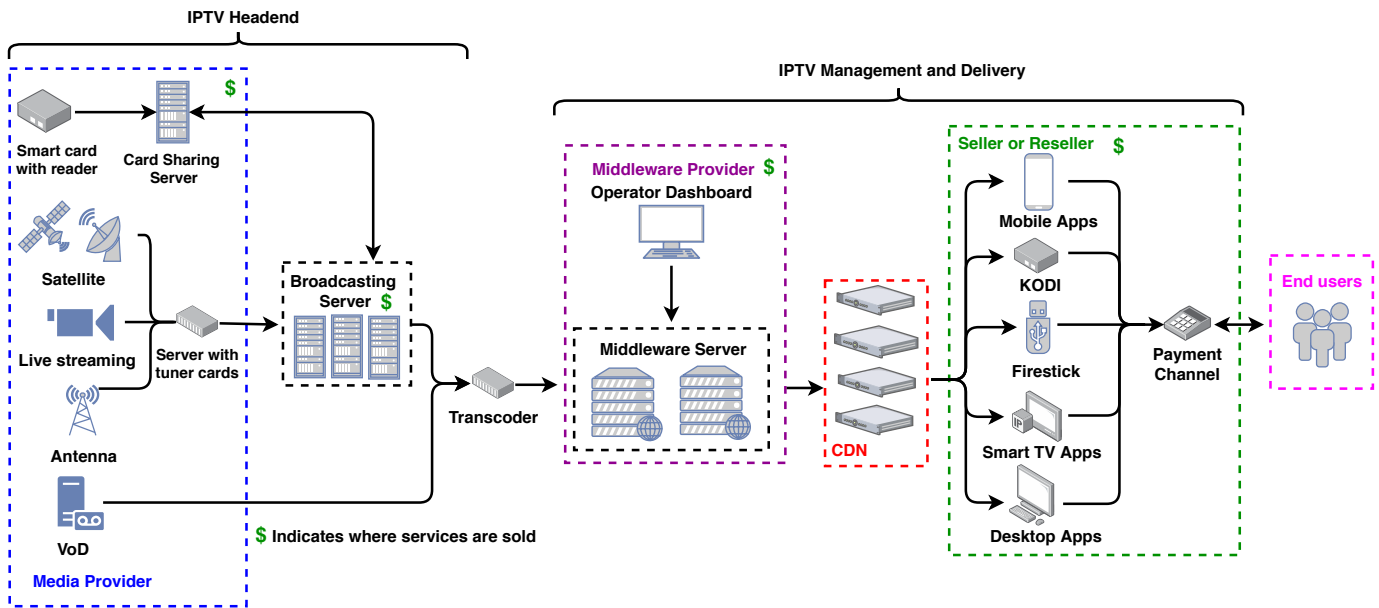 IPTV Headend
IPTV Management and Delivery
$
Smart card
with reader
Card Sharing
Server
Satellite
Live streaming
Server with
tuner cards
Antenna
VoD
Media Provider
Broadcasting
Server $
Transcoder
$ Indicates where services are sold
Middleware Provider $
Operator Dashboard
Middleware Server
CDN
Seller or Reseller $
Mobile Apps
KODI
Firestick
IP
Smart TV Apps
Desktop Apps
Payment
Channel
End users